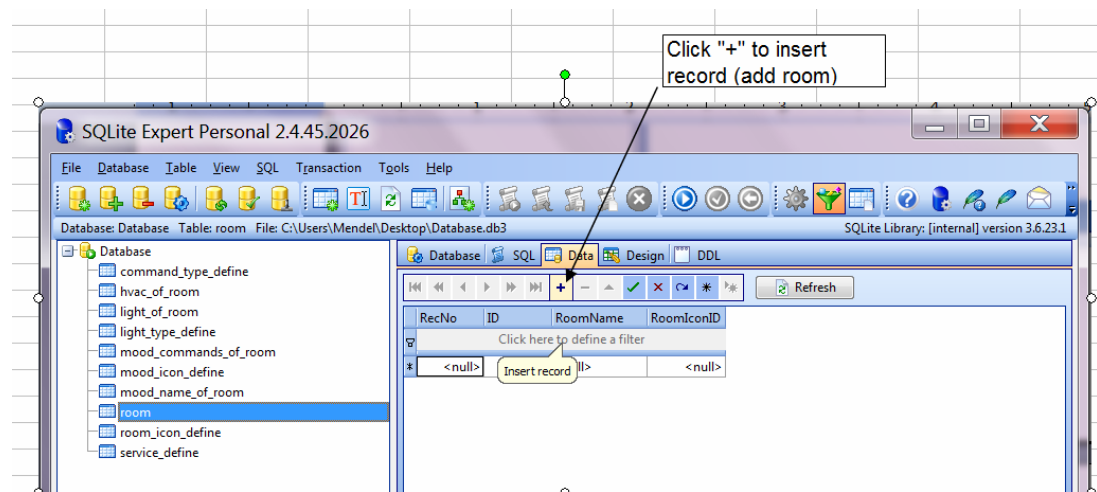 Click "+" to insert
record (add room)
SQLite Expert Personal 2.4.45.2026
File Database Table View SQL Transaction Tools Help
Database: Database Table: room File: C:\Users\Mendel\Desktop\Database.db3 SQLite Library: [internal] version 3.6.23.1
Database
command_type_define
hvac_of_room
light_of_room
light_type_define
mood_commands_of_room
mood_icon_define
mood_name_of_room
room
room_icon_define
service_define
Database SQL Data Design DDL
Refresh
RecNo ID RoomName RoomIconID
Click here to define a filter
<null> ll> <null>
Insert record